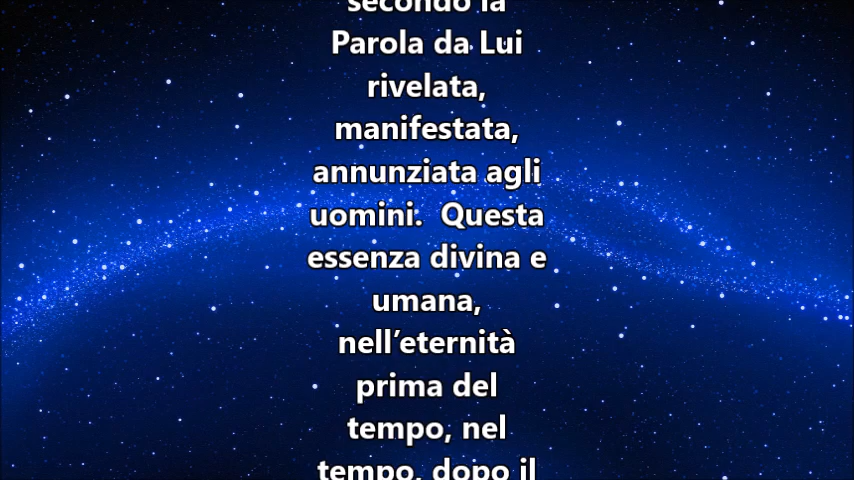 secondo la
Parola da Lui
rivelata,
manifestata,
annunziata agli
uomini.  Questa
essenza divina e
umana,
nell’eternità
prima del
tempo, nel
tempo, dopo il